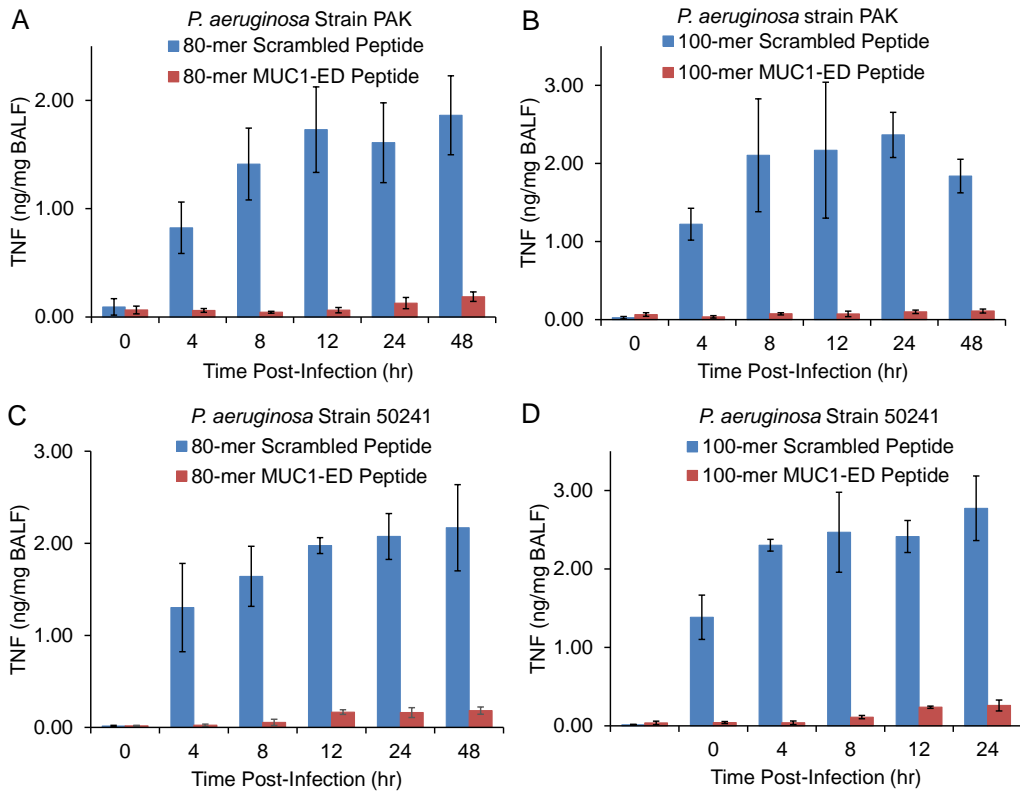 A
P. aeruginosa Strain PAK
80-mer Scrambled Peptide
80-mer MUC1-ED Peptide
TNF (ng/mg BALF)
2.00
1.00
0.00
0 4 8 12 24 48
Time Post-Infection (hr)
B
P. aeruginosa strain PAK
100-mer Scrambled Peptide
100-mer MUC1-ED Peptide
TNF (ng/mg BALF)
3.00
2.00
1.00
0.00
0 4 8 12 24 48
Time Post-Infection (hr)
C
P. aeruginosa Strain 50241
80-mer Scrambled Peptide
80-mer MUC1-ED Peptide
TNF (ng/mg BALF)
3.00
2.00
1.00
0.00
0 4 8 12 24 48
Time Post-Infection (hr)
D
P. aeruginosa Strain 50241
100-mer Scrambled Peptide
100-mer MUC1-ED Peptide
TNF (ng/mg BALF)
3.00
2.00
1.00
0.00
0 4 8 12 24
Time Post-Infection (hr)